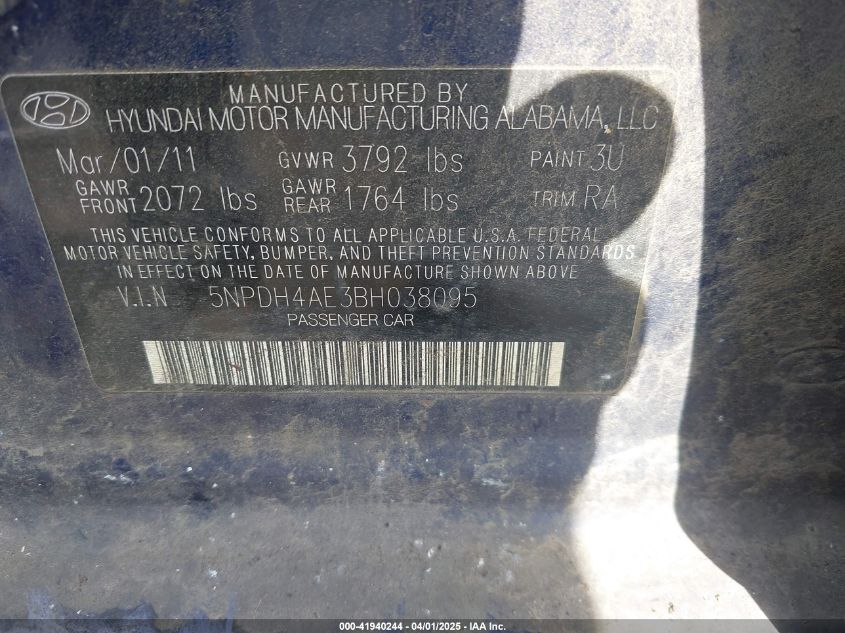 MANUFACTURED BY
HYUNDAI MOTOR MANUFACTURING ALABAMA, LLC
Mar/01/11 GVWR 3792 lbs PAINT 3U
GAWR FRONT 2072 lbs GAWR REAR 1764 lbs TRIM RA
THIS VEHICLE CONFORMS TO ALL APPLICABLE U.S.A. FEDERAL
MOTOR VEHICLE SAFETY, BUMPER, AND THEFT PREVENTION STANDARDS
IN EFFECT ON THE DATE OF MANUFACTURE SHOWN ABOVE
V.I.N 5NPDH4AE3BH038095
PASSENGER CAR
000-41940244 - 04/01/2025 - IAA Inc.